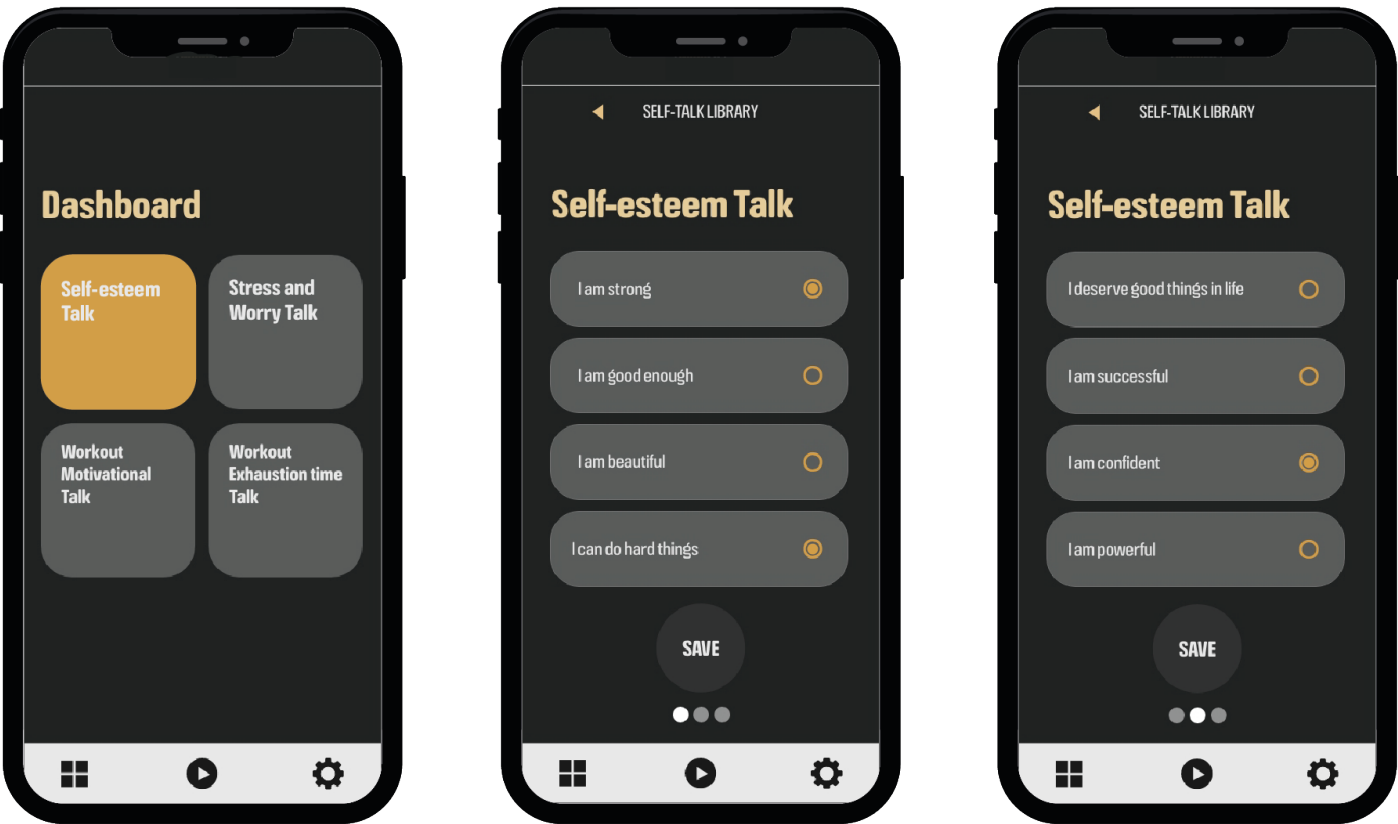 Dashboard
Self-esteem
Talk
Stress and
Worry Talk
Workout
Motivational
Talk
Workout
Exhaustion time
Talk
SELF-TALK LIBRARY
Self-esteem Talk
I am strong
I am good enough
I am beautiful
I can do hard things
SAVE
SELF-TALK LIBRARY
Self-esteem Talk
I deserve good things in life
I am successful
I am confident
I am powerful
SAVE